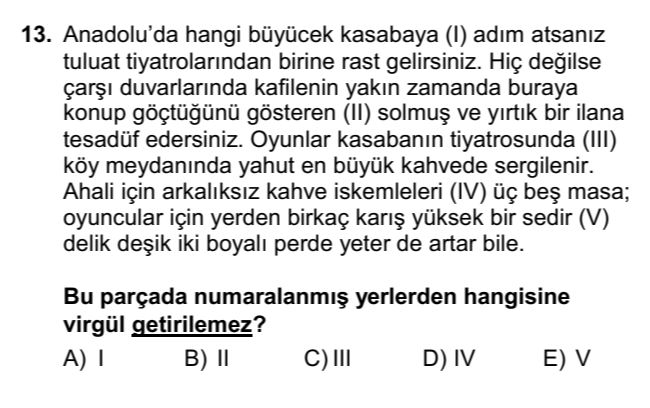 13. Anadolu'da hangi büyücek kasabaya (I) adım atsanız
tuluat tiyatrolarından birine rast gelirsiniz. Hiç değilse
çarşı duvarlarında kafilenin yakın zamanda buraya
konup göçtüğünü gösteren (II) solmuş ve yırtık bir ilana
tesadüf edersiniz. Oyunlar kasabanın tiyatrosunda (III)
köy meydanında yahut en büyük kahvede sergilenir.
Ahali için arkalıksız kahve iskemleleri (IV) üç beş masa;
oyuncular için yerden birkaç karış yüksek bir sedir (V)
delik deşik iki boyalı perde yeter de artar bile.
Bu parçada numaralanmış yerlerden hangisine
virgül getirilemez?
A) I B) II C) III D) IV E) V